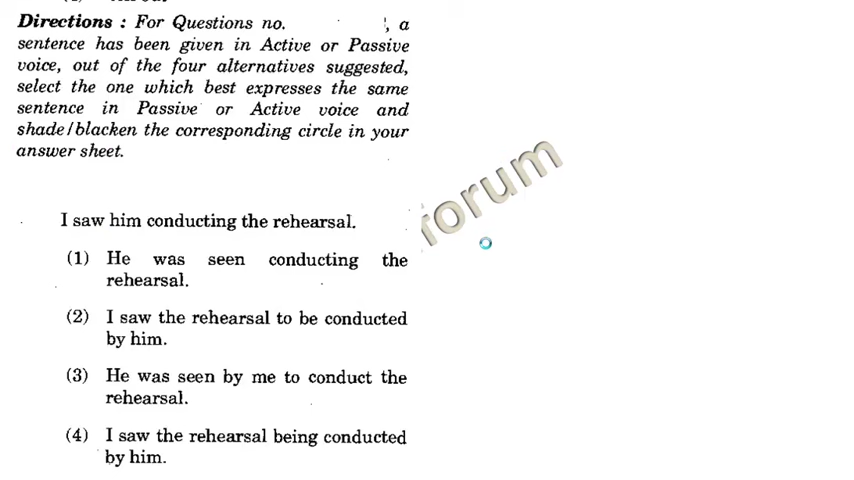 Directions : For Questions no. , a
sentence has been given in Active or Passive
voice, out of the four alternatives suggested,
select the one which best expresses the same
sentence in Passive or Active voice and
shade/blacken the corresponding circle in your
answer sheet.
forum
I saw him conducting the rehearsal.
(1) He was seen conducting the
rehearsal.
(2) I saw the rehearsal to be conducted
by him.
(3) He was seen by me to conduct the
rehearsal.
(4) I saw the rehearsal being conducted
by him.